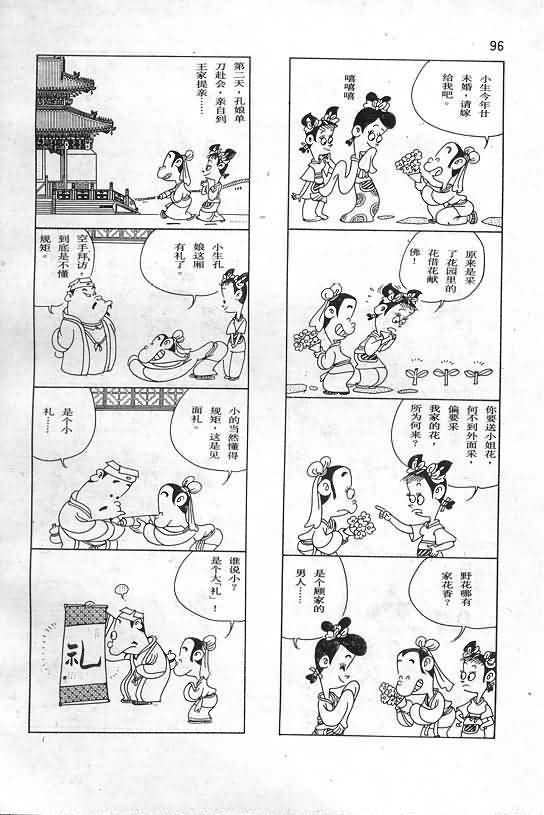 96
小生今年廿
未婚，请嫁
给我吧。
嘻嘻嘻
原来是采
了花园里的
花借花献
佛！
你要送小姐花，
何不到外面采，
偏要采
我家的花，
所为何来？
野花哪有
家花香？
是个顾家的
男人……
第二天，孔娘单
刀赴会，亲自到
王家提亲……
小生孔
娘这厢
有礼了。
空手拜访，
到底是不懂
规矩。
小的当然懂得
规矩，这是见
面礼。
是个小
礼……
谁说小？
是个大「礼」！
礼